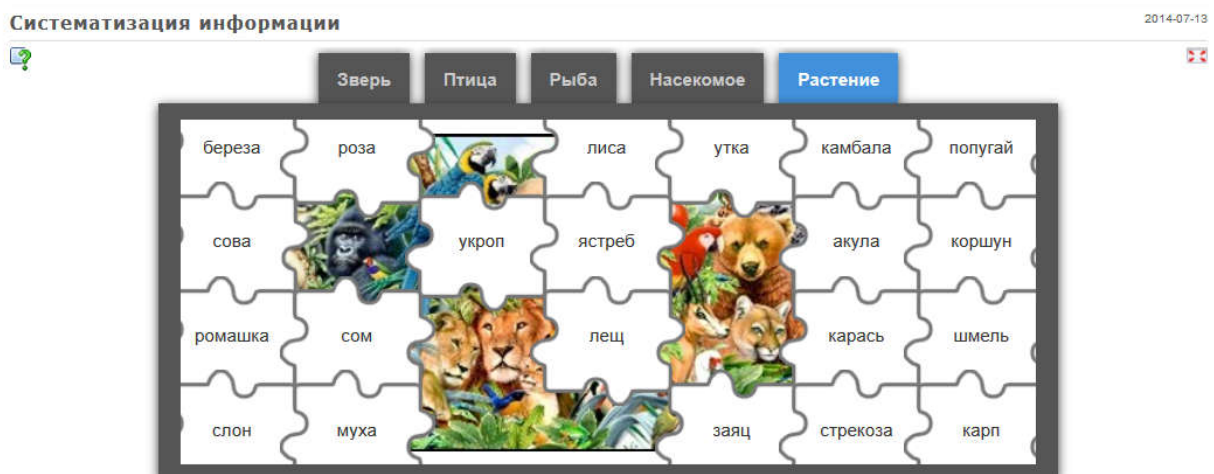 Систематизация информации 2014-07-13
Зверь Птица Рыба Насекомое Растение
береза роза лиса утка камбала попугай
сова укроп ястреб акула коршун
ромашка сом лещ карась шмель
слон муха заяц стрекоза карп